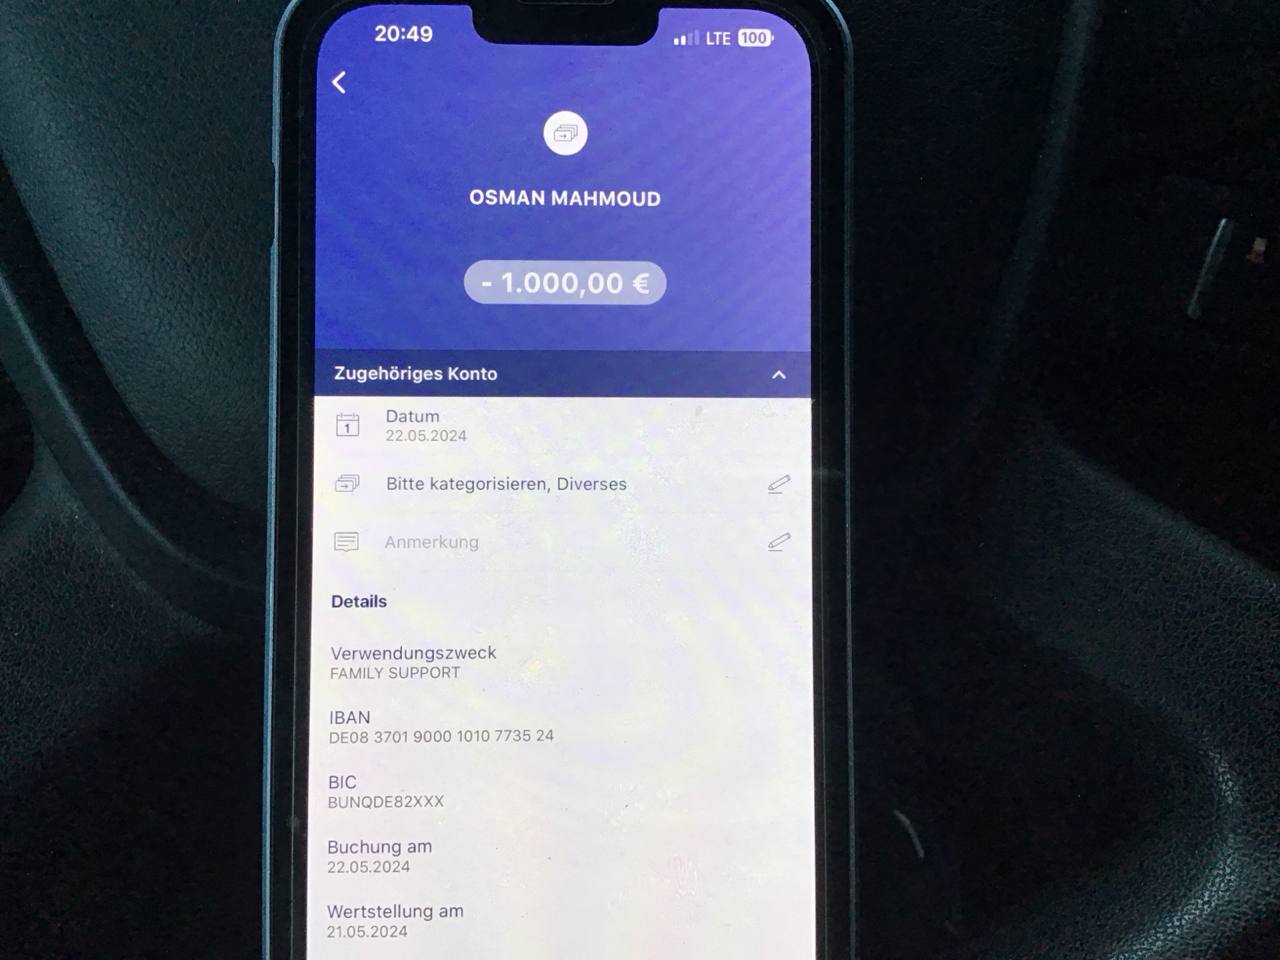 20:49
LTE 100
OSMAN MAHMOUD
- 1.000,00 €
Zugehöriges Konto
1
Datum
22.05.2024
Bitte kategorisieren, Diverses
Anmerkung
Details
Verwendungszweck
FAMILY SUPPORT
IBAN
DE08 3701 9000 1010 7735 24
BIC
BUNQDE82XXX
Buchung am
22.05.2024
Wertstellung am
21.05.2024